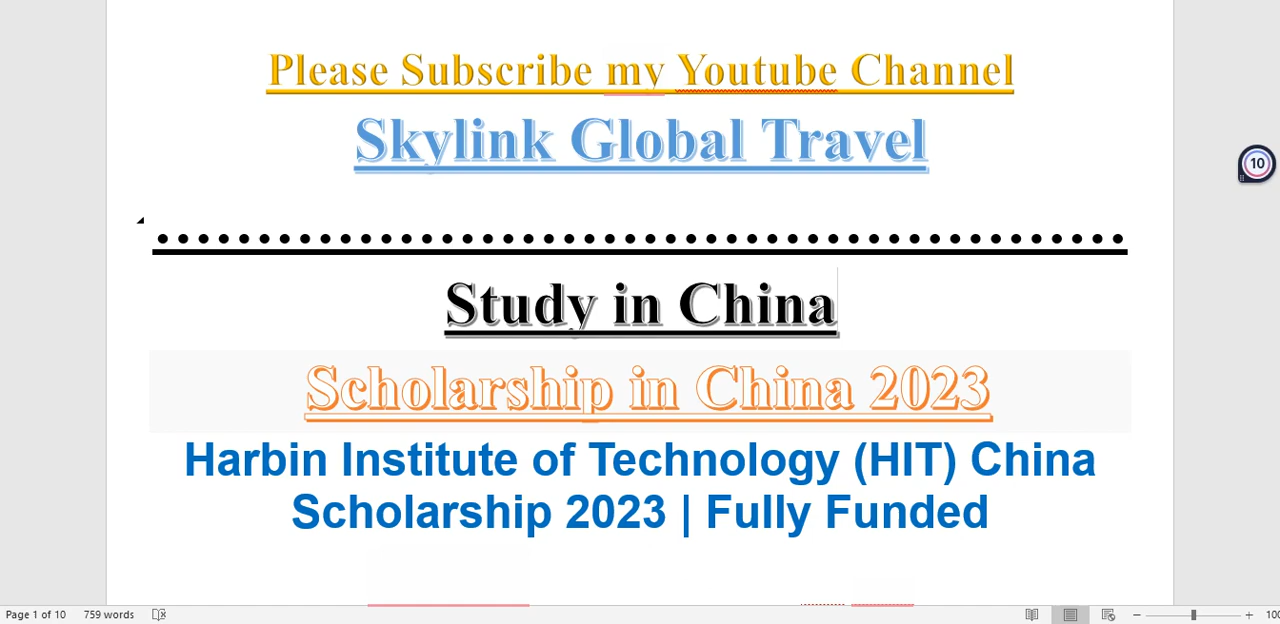 Please Subscribe my Youtube Channel
Skylink Global Travel
Study in China
Scholarship in China 2023
Harbin Institute of Technology (HIT) China
Scholarship 2023 | Fully Funded
10
Page 1 of 10 759 words
100